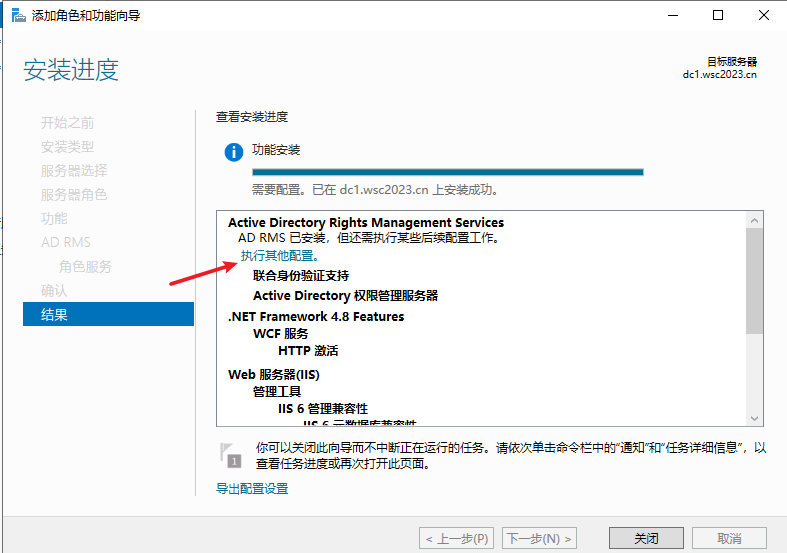 添加角色和功能向导
安装进度
目标服务器
dc1.wsc2023.cn
开始之前
安装类型
服务器选择
服务器角色
功能
AD RMS
角色服务
确认
结果
查看安装进度
功能安装
需要配置。已在 dc1.wsc2023.cn 上安装成功。
Active Directory Rights Management Services
AD RMS 已安装，但还需执行某些后续配置工作。
执行其他配置。
联合身份验证支持
Active Directory 权限管理服务器
.NET Framework 4.8 Features
WCF 服务
HTTP 激活
Web 服务器(IIS)
管理工具
IIS 6 管理兼容性
IIS 6 元数据库兼容性
1
你可以关闭此向导而不中断正在运行的任务。请依次单击命令栏中的“通知”和“任务详细信息”，以
查看任务进度或再次打开此页面。
导出配置设置
< 上一步(P)
下一步(N) >
关闭
取消